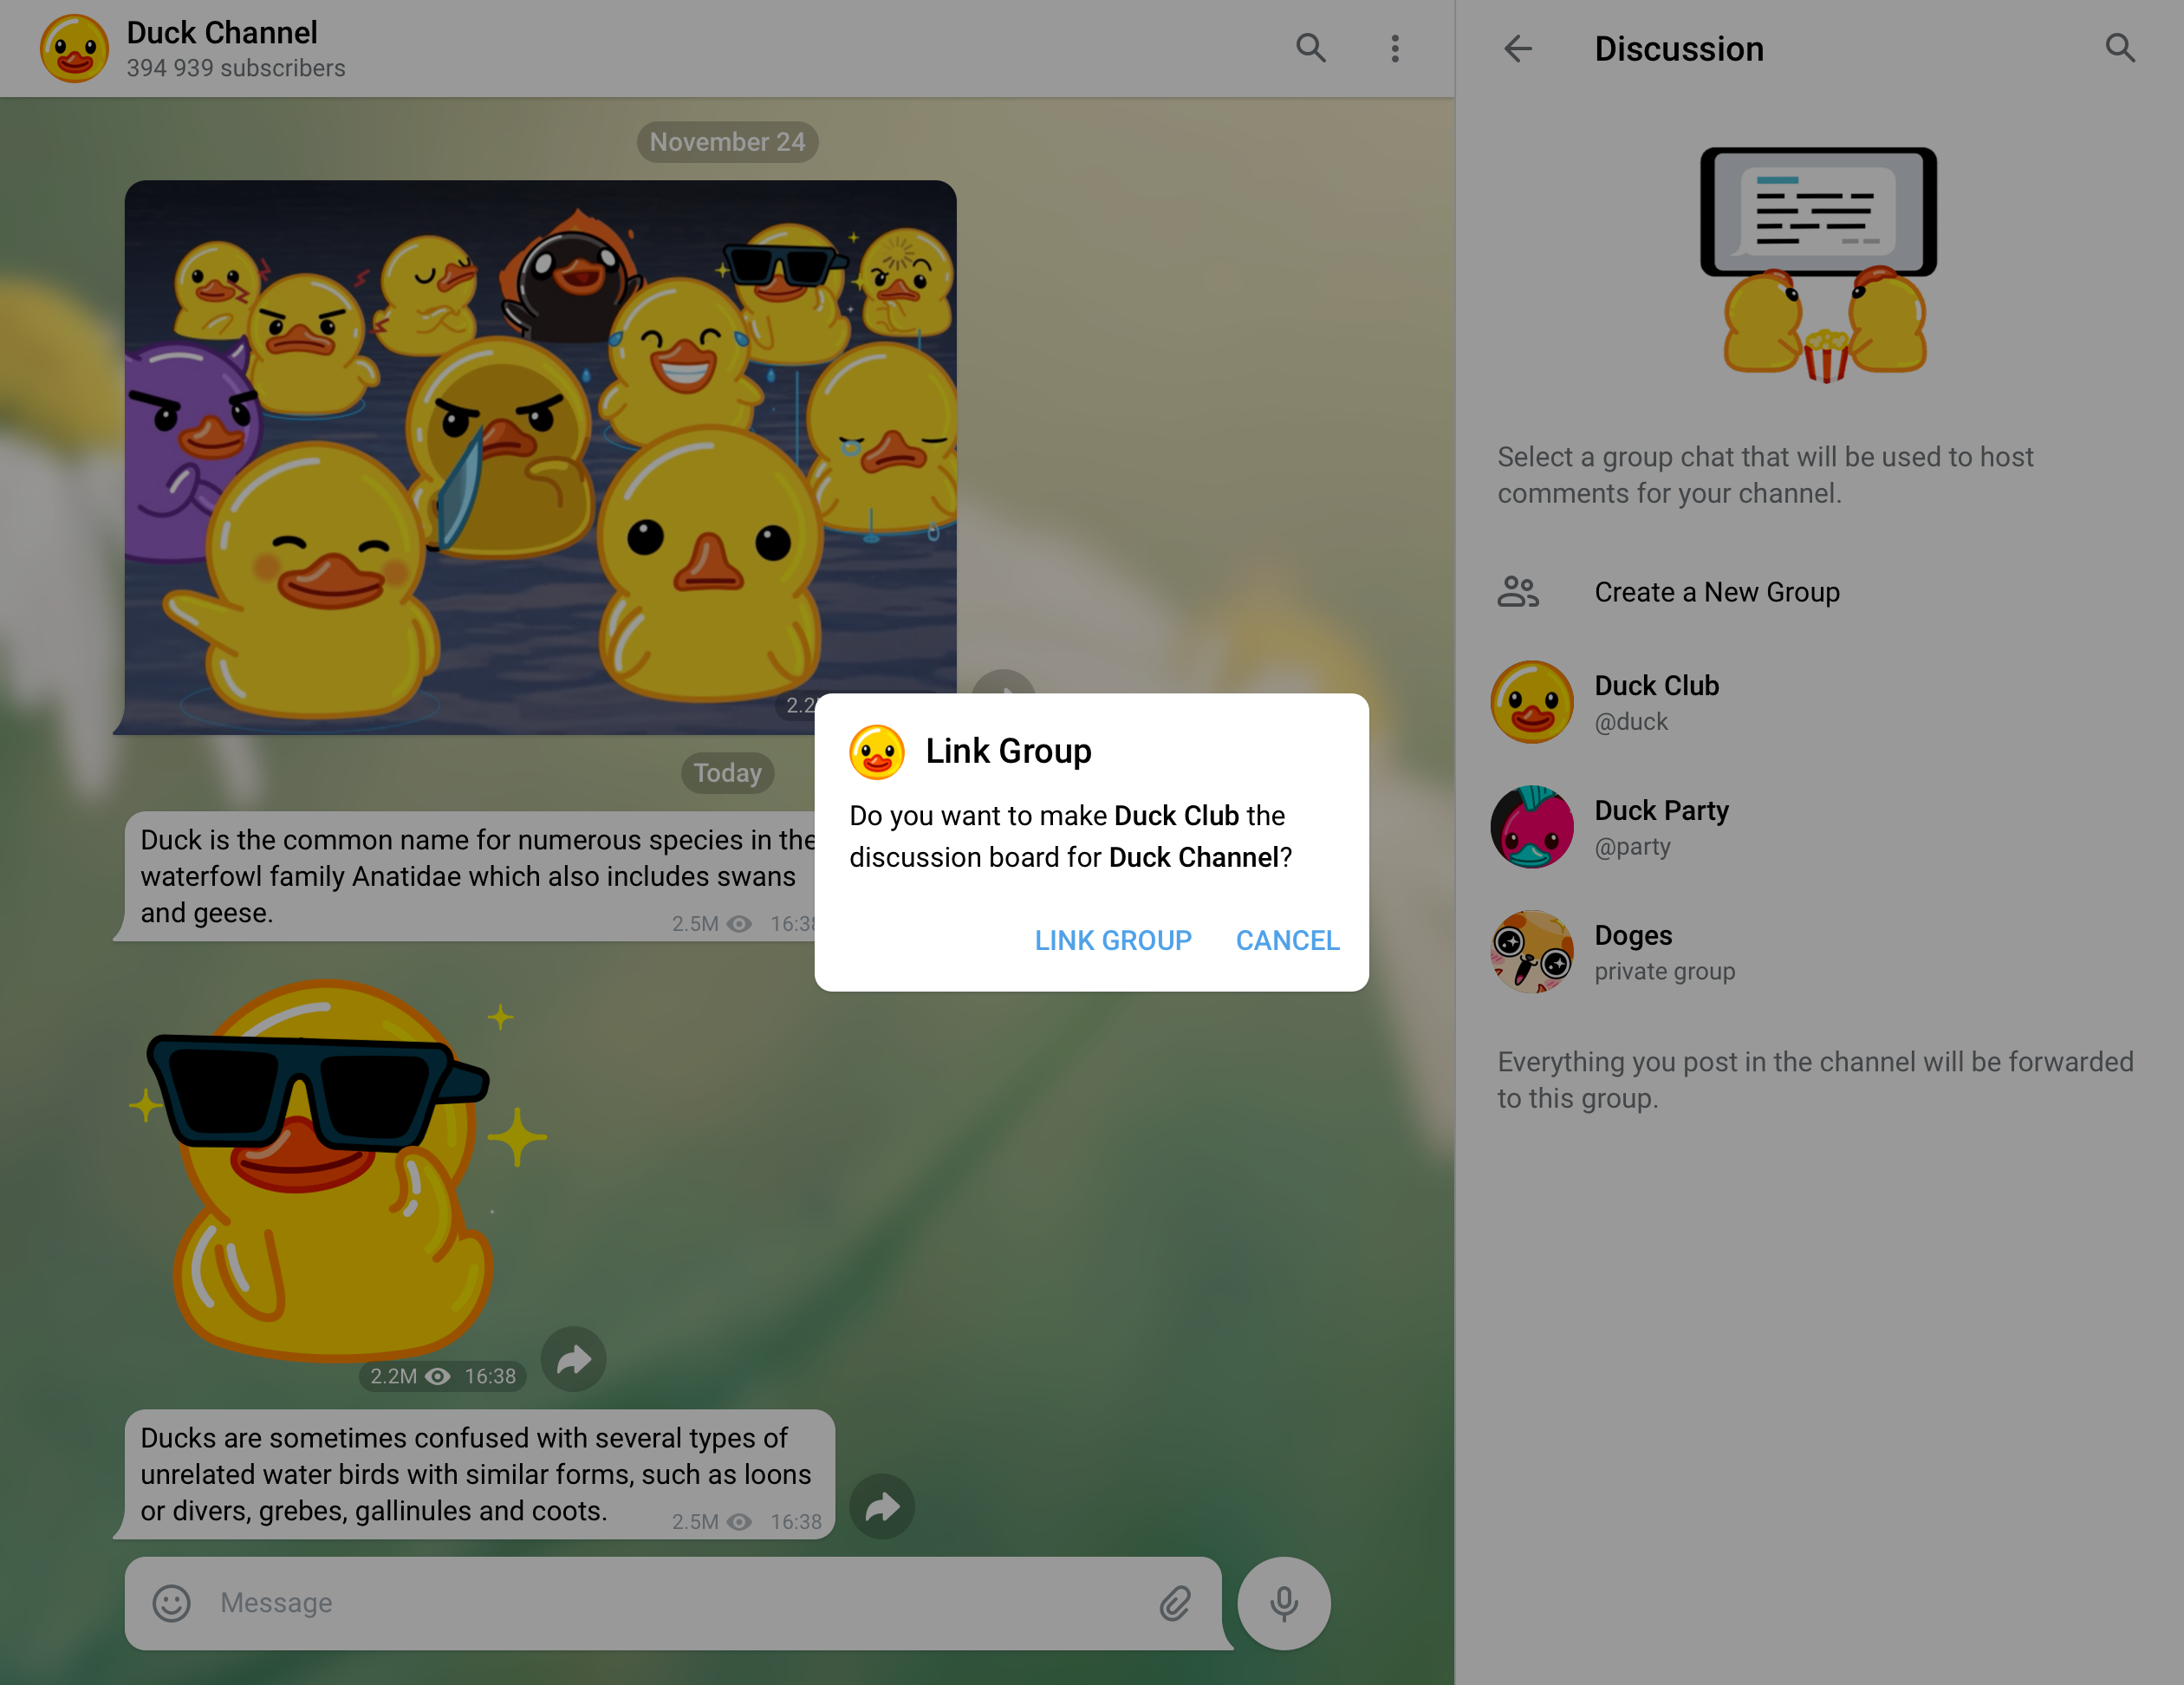 Duck Channel
394 939 subscribers
November 24
2.2
Today
Duck is the common name for numerous species in the
waterfowl family Anatidae which also includes swans
and geese.
2.5M 16:38
2.2M 16:38
Ducks are sometimes confused with several types of
unrelated water birds with similar forms, such as loons
or divers, grebes, gallinules and coots.
2.5M 16:38
Message
Link Group
Do you want to make Duck Club the
discussion board for Duck Channel?
LINK GROUP CANCEL
Discussion
Select a group chat that will be used to host
comments for your channel.
Create a New Group
Duck Club
@duck
Duck Party
@party
Doges
private group
Everything you post in the channel will be forwarded
to this group.